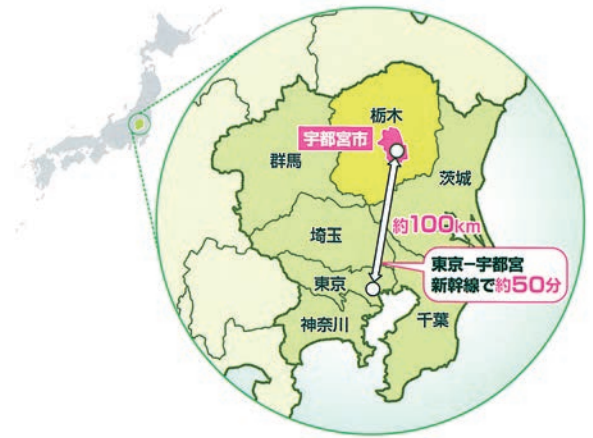 栃木
宇都宮市
群馬
茨城
約100km
埼玉
東京－宇都宮
新幹線で約50分
東京
千葉
神奈川